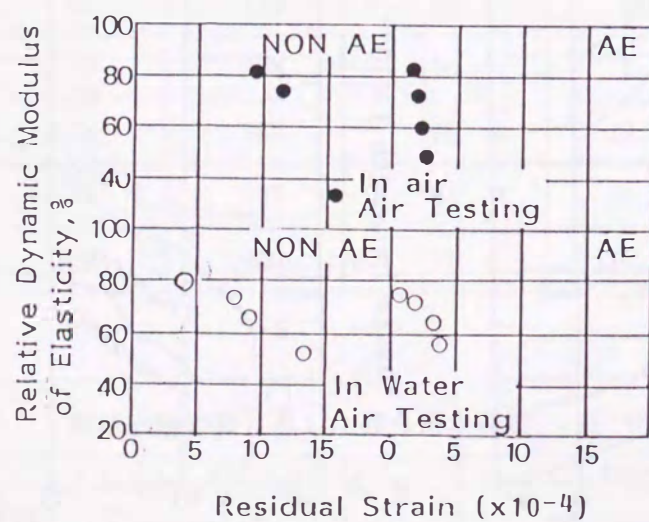 Relative Dynamic Modulus
of Elasticity, %
100
80
60
40
100
80
60
40
20
NON AE
AE
In air
Air Testing
NON AE
AE
In Water
Air Testing
0 5 10 15 0 5 10 15
Residual Strain (x10-4)